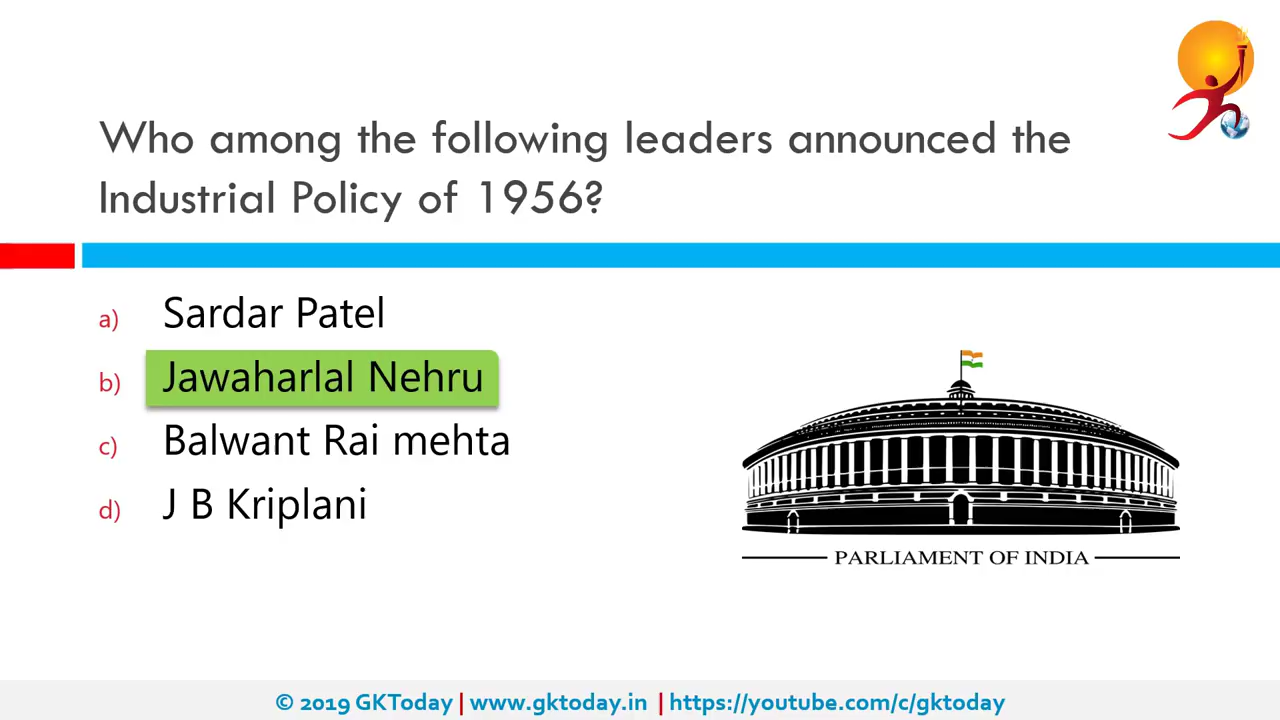 Who among the following leaders announced the
Industrial Policy of 1956?
a) Sardar Patel
b) Jawaharlal Nehru
c) Balwant Rai mehta
d) J B Kriplani
PARLIAMENT OF INDIA
© 2019 GKToday | www.gktoday.in | https://youtube.com/c/gktoday